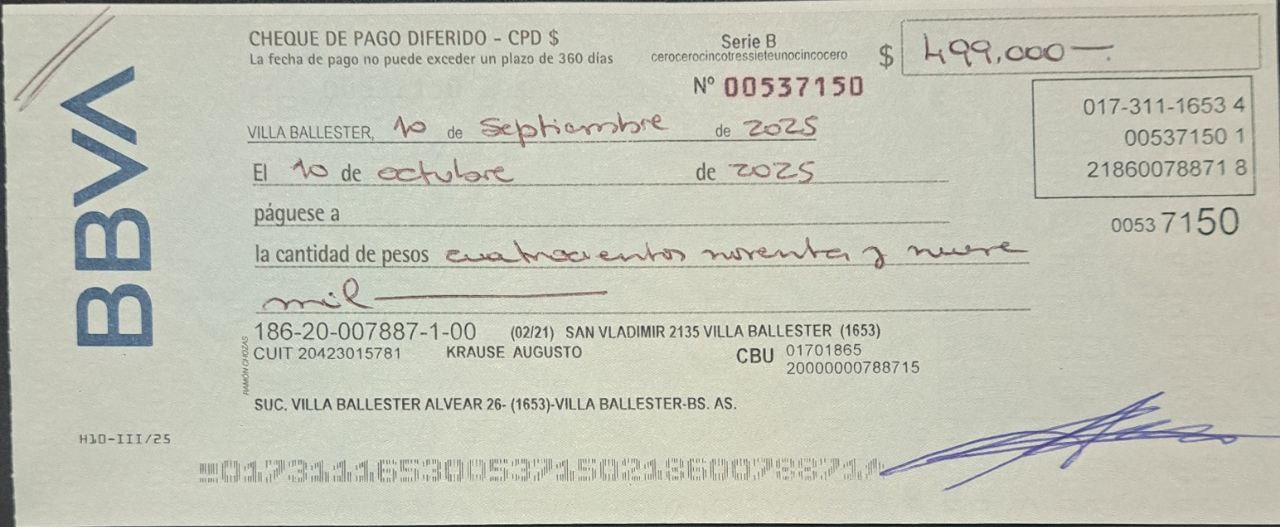 BBVA
CHEQUE DE PAGO DIFERIDO - CPD $
La fecha de pago no puede exceder un plazo de 360 días
Serie B
cerocerocincotressieteunocincocero
Nº 00537150
$ 499.000—.
017-311-1653 4
00537150 1
21860078871 8
0053 7150
VILLA BALLESTER, 10 de septiembre de 2025
El 10 de octubre de 2025
páguese a
la cantidad de pesos cuatrocientos noventa y nueve
mil
186-20-007887-1-00 (02/21) SAN VLADIMIR 2135 VILLA BALLESTER (1653)
CUIT 20423015781 KRAUSE AUGUSTO CBU 01701865
20000000788715
RAMÓN CHOZAS
SUC. VILLA BALLESTER ALVEAR 26- (1653)-VILLA BALLESTER-BS. AS.
H10-III/25
01731116530053715021860078871